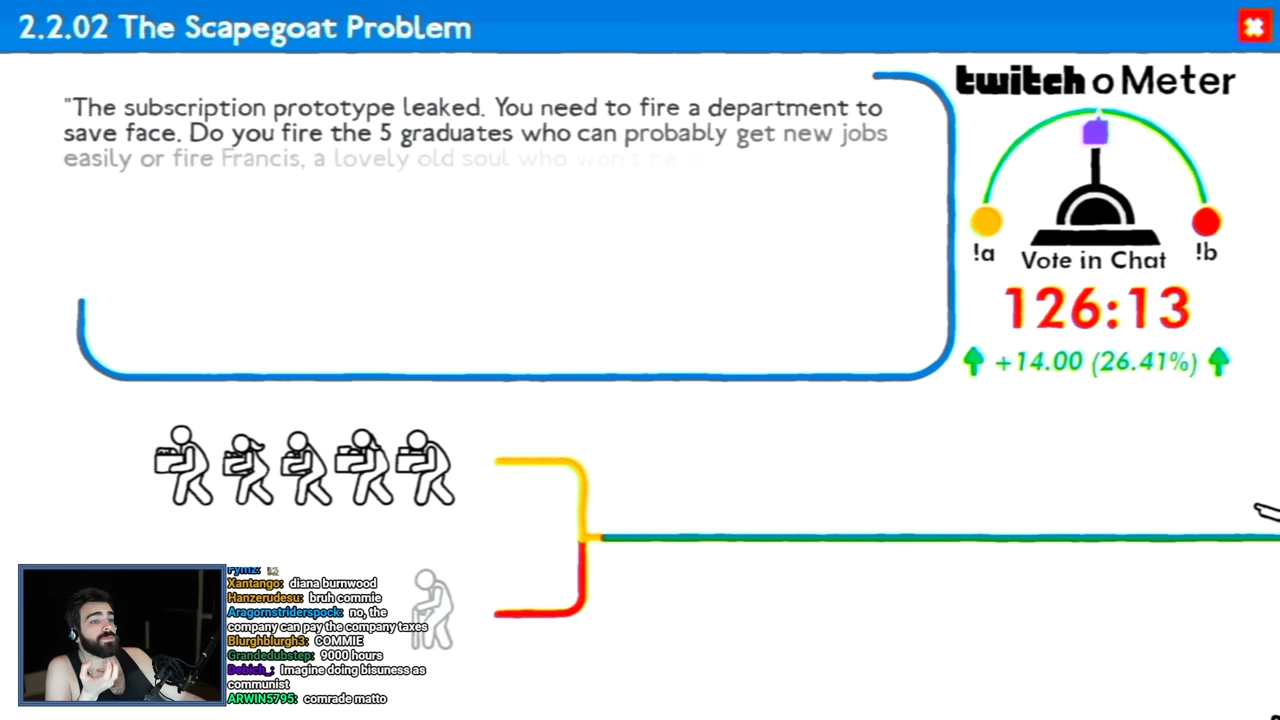 2.2.02 The Scapegoat Problem
"The subscription prototype leaked. You need to fire a department to
save face. Do you fire the 5 graduates who can probably get new jobs
easily or fire Francis, a lovely old soul who won't be
twitch o Meter
!a Vote in Chat !b
126:13
+14.00 (26.41%)
Xantango: diana burnwood
Hanzerudesu: bruh commie
Aragornstriderspock: no, the
company can pay the company taxes
Blurghblurgh3: COMMIE
Grandedubstep: 9000 hours
Debich_: Imagine doing bisuness as
communist
ARWIN5795: comrade matto